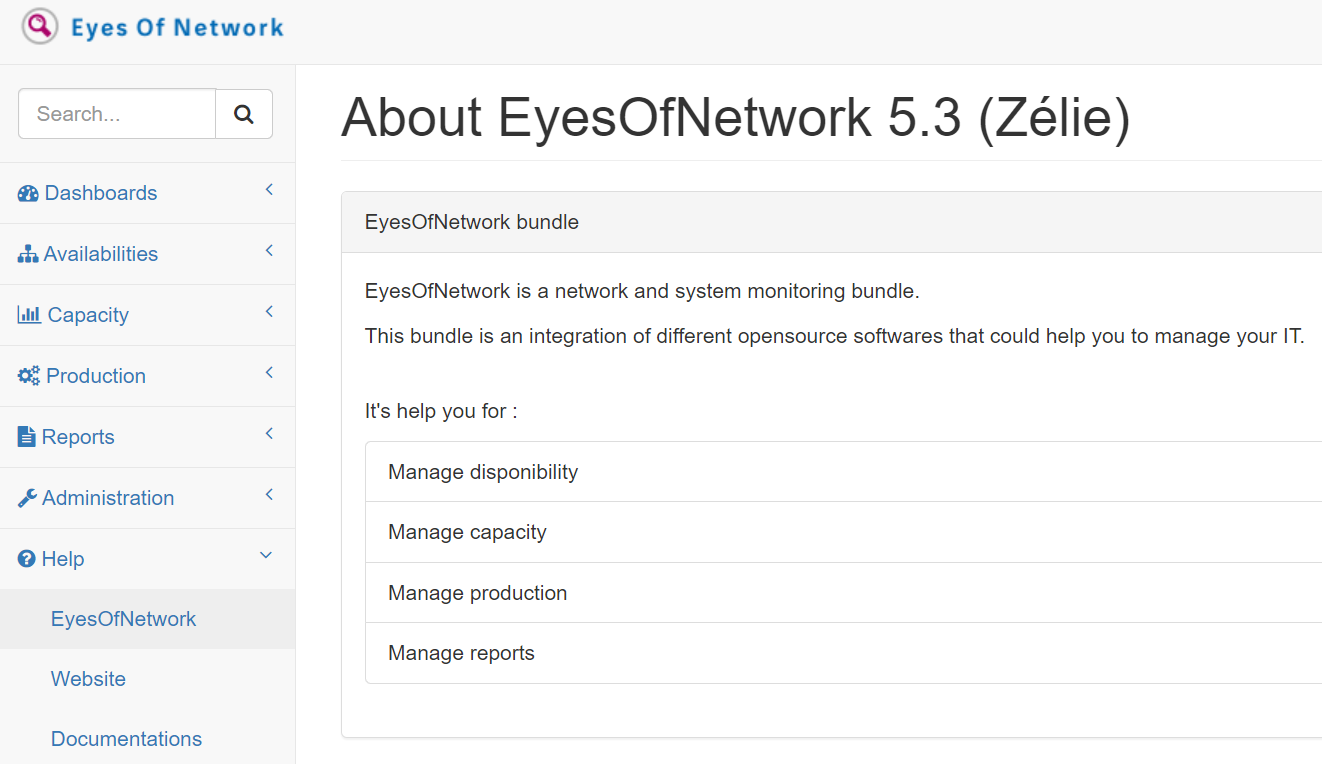 Eyes Of Network
Search...
Dashboards
Availabilities
Capacity
Production
Reports
Administration
Help
EyesOfNetwork
Website
Documentations
About EyesOfNetwork 5.3 (Zélie)
EyesOfNetwork bundle
EyesOfNetwork is a network and system monitoring bundle.
This bundle is an integration of different opensource softwares that could help you to manage your IT.
It's help you for :
Manage disponibility
Manage capacity
Manage production
Manage reports